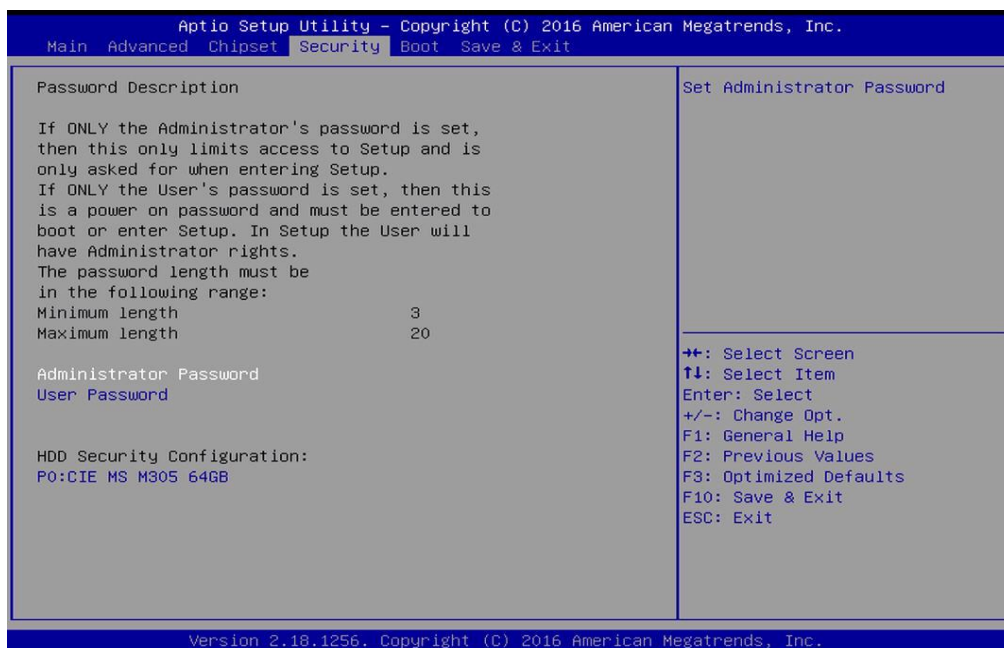 Aptio Setup Utility – Copyright (C) 2016 American Megatrends, Inc.
Main Advanced Chipset Security Boot Save & Exit
Password Description
If ONLY the Administrator's password is set,
then this only limits access to Setup and is
only asked for when entering Setup.
If ONLY the User's password is set, then this
is a power on password and must be entered to
boot or enter Setup. In Setup the User will
have Administrator rights.
The password length must be
in the following range:
Minimum length 3
Maximum length 20
Administrator Password
User Password
HDD Security Configuration:
P0:CIE MS M305 64GB
Set Administrator Password
→←: Select Screen
↑↓: Select Item
Enter: Select
+/-: Change Opt.
F1: General Help
F2: Previous Values
F3: Optimized Defaults
F10: Save & Exit
ESC: Exit
Version 2.18.1256. Copyright (C) 2016 American Megatrends, Inc.